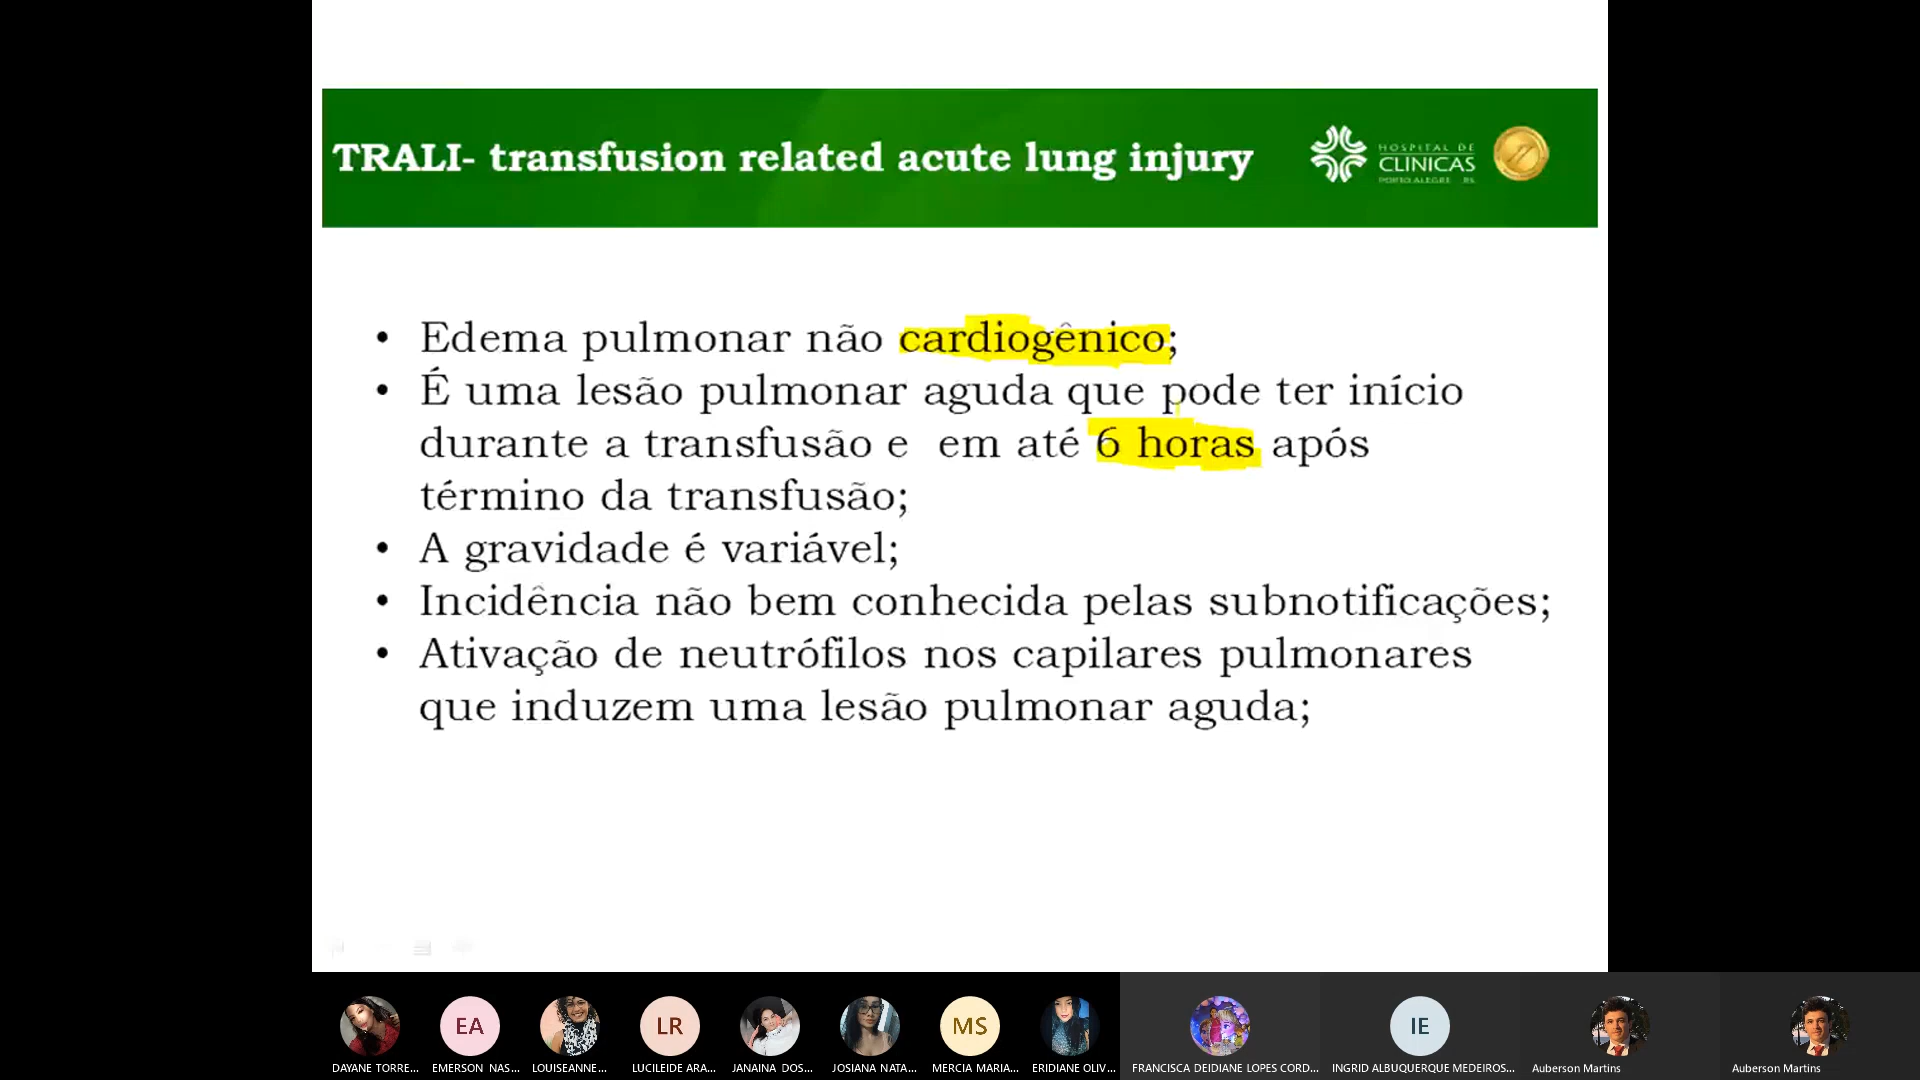 TRALI- transfusion related acute lung injury
HOSPITAL DE
CLINICAS
PORTO ALEGRE RS
• Edema pulmonar não cardiogênico;
• É uma lesão pulmonar aguda que pode ter início
durante a transfusão e em até 6 horas após
término da transfusão;
• A gravidade é variável;
• Incidência não bem conhecida pelas subnotificações;
• Ativação de neutrófilos nos capilares pulmonares
que induzem uma lesão pulmonar aguda;
EA LR MS IE
DAYANE TORRE... EMERSON NAS... LOUISEANNE... LUCILEIDE ARA... JANAINA DOS... JOSIANA NATA... MERCIA MARIA... ERIDIANE OLIV... FRANCISCA DEIDIANE LOPES CORD... INGRID ALBUQUERQUE MEDEIROS... Auberson Martins Auberson Martins